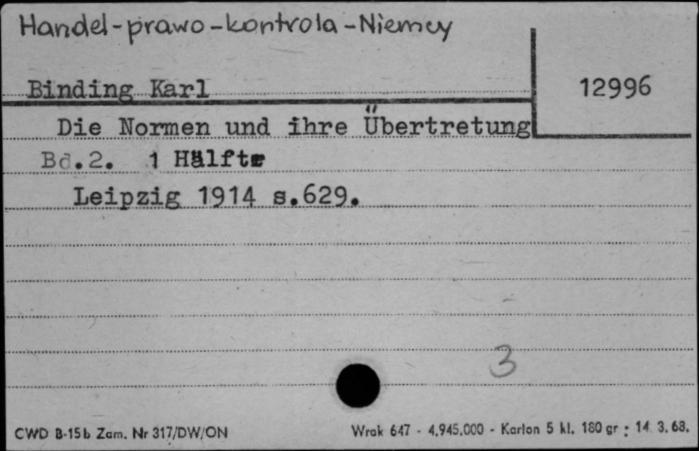 Handel-prawo-kontrola-Niemcy
Binding Karl
12996
Die Normen und ihre Übertretung
Bd.2. 1 Hälfte
Leipzig 1914 s.629.
3
CWD B-15b Zam. Nr 317/DW/ON
Wrak 647 - 4.945.000 - Karton 5 kl. 180 gr : 14. 3. 68.